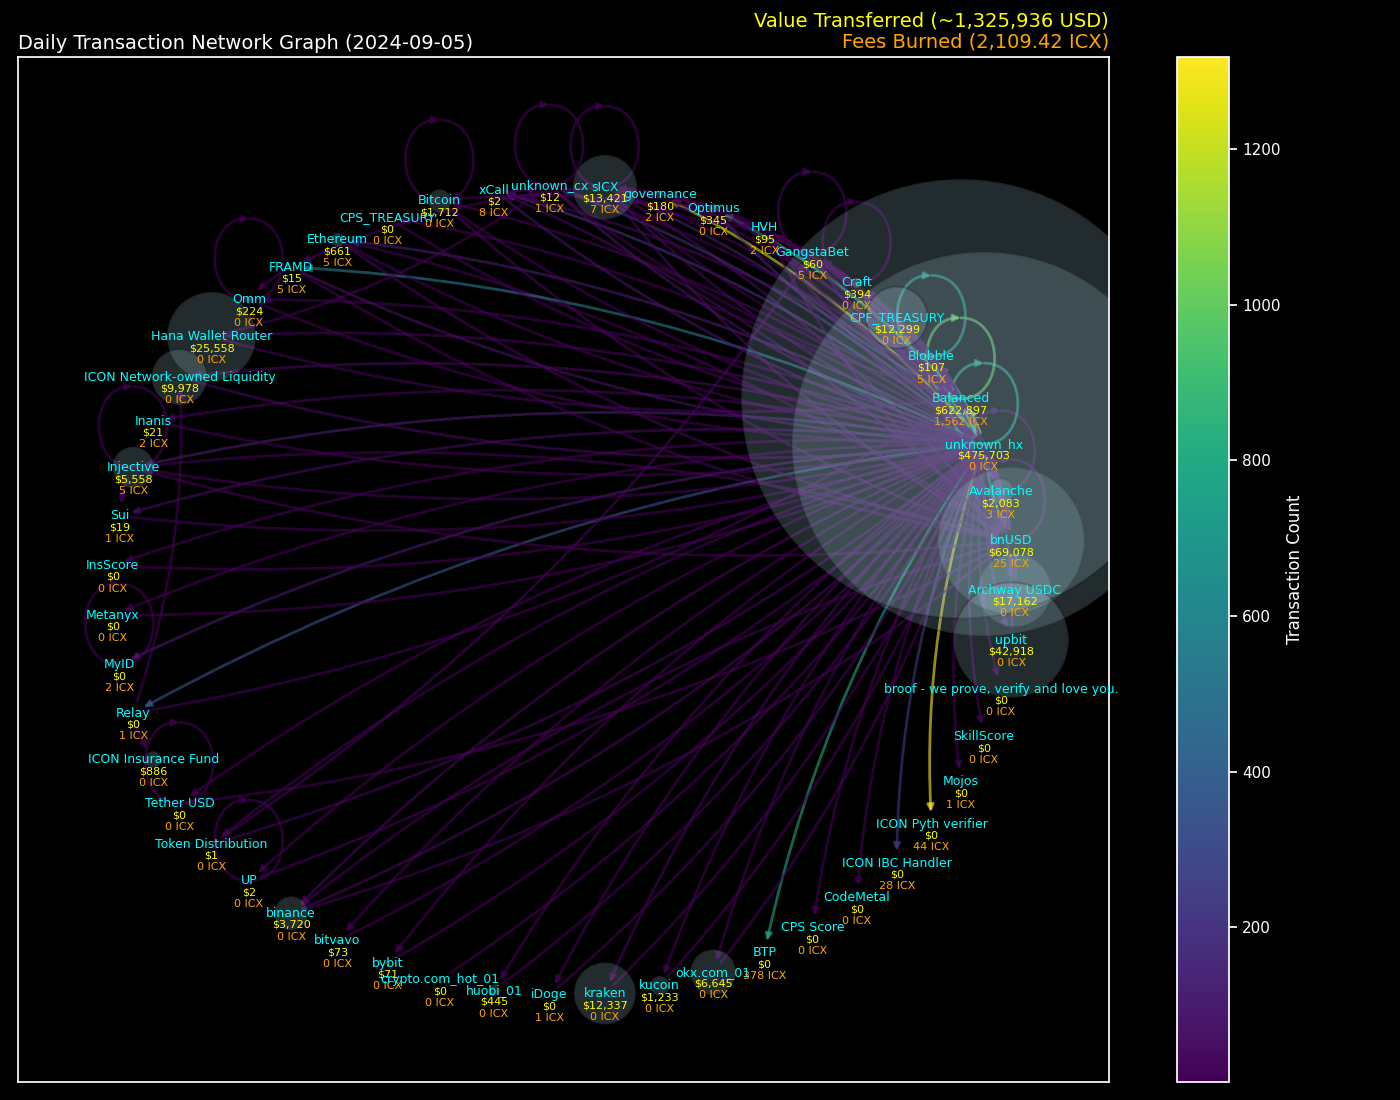 Value Transferred (~1,325,936 USD)
Daily Transaction Network Graph (2024-09-05)
Fees Burned (2,109.42 ICX)
unknown_cx
$12
1 ICX
sICX
$13,421
7 ICX
xCall
$2
8 ICX
governance
$180
2 ICX
Bitcoin
$1,712
0 ICX
Optimus
$345
0 ICX
CPS_TREASURY
$0
0 ICX
HVH
$95
2 ICX
Ethereum
$661
5 ICX
GangstaBet
$60
5 ICX
FRAMD
$15
5 ICX
Craft
$394
0 ICX
Omm
$224
0 ICX
CPF_TREASURY
$12,299
0 ICX
Hana Wallet Router
$25,558
0 ICX
Blobble
$107
5 ICX
ICON Network-owned Liquidity
$9,978
0 ICX
Balanced
$622,897
1,562 ICX
Inanis
$21
2 ICX
unknown_hx
$475,703
0 ICX
Injective
$5,558
5 ICX
Avalanche
$2,083
3 ICX
Sui
$19
1 ICX
bnUSD
$69,078
25 ICX
InsScore
$0
0 ICX
Archway USDC
$17,162
0 ICX
Metanyx
$0
0 ICX
upbit
$42,918
0 ICX
MyID
$0
2 ICX
broof - we prove, verify and love you.
$0
0 ICX
Relay
$0
1 ICX
SkillScore
$0
0 ICX
ICON Insurance Fund
$886
0 ICX
Mojos
$0
1 ICX
Tether USD
$0
0 ICX
ICON Pyth verifier
$0
44 ICX
Token Distribution
$1
0 ICX
ICON IBC Handler
$0
28 ICX
UP
$2
0 ICX
CodeMetal
$0
0 ICX
binance
$3,720
0 ICX
CPS Score
$0
0 ICX
bitvavo
$73
0 ICX
BTP
$0
378 ICX
bybit
$71
0 ICX
crypto.com_hot_01
$0
0 ICX
okx.com_01
$6,645
0 ICX
huobi_01
$445
0 ICX
kucoin
$1,233
0 ICX
iDoge
$0
1 ICX
kraken
$12,337
0 ICX
1200
1000
800
600
400
200
Transaction Count